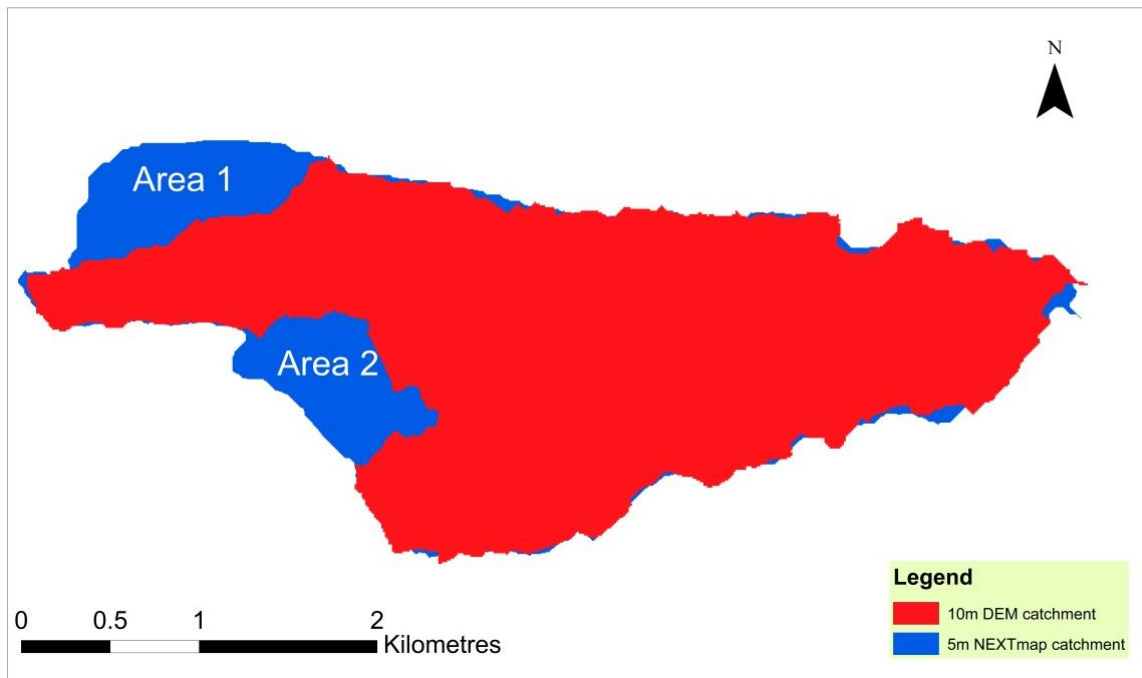 N
Area 1
Area 2
Legend
10m DEM catchment
5m NEXTmap catchment
0 0.5 1 2
Kilometres